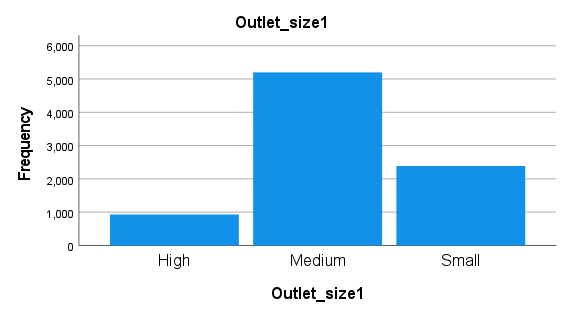 Outlet_size1
6,000
5,000
4,000
3,000
2,000
1,000
0
Frequency
High Medium Small
Outlet_size1